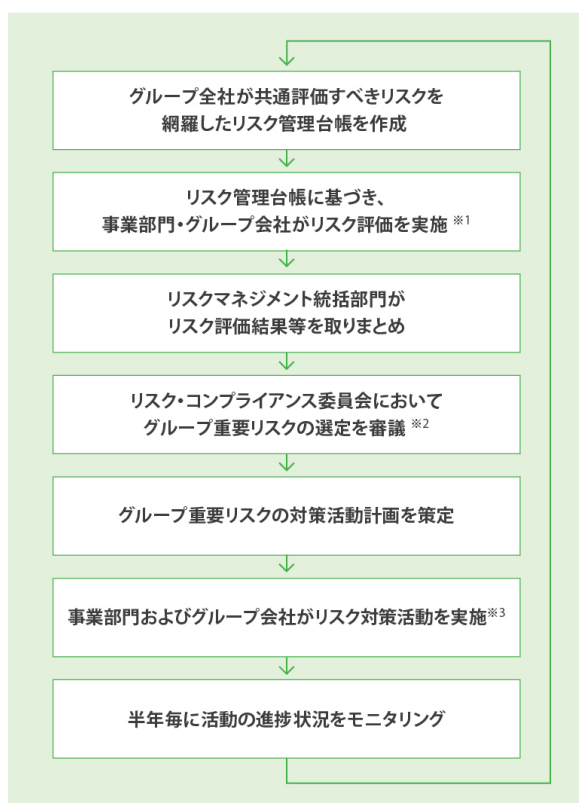 グループ全社が共通評価すべきリスクを
網羅したリスク管理台帳を作成
リスク管理台帳に基づき、
事業部門・グループ会社がリスク評価を実施 ※1
リスクマネジメント統括部門が
リスク評価結果等を取りまとめ
リスク・コンプライアンス委員会において
グループ重要リスクの選定を審議 ※2
グループ重要リスクの対策活動計画を策定
事業部門およびグループ会社がリスク対策活動を実施※3
半年毎に活動の進捗状況をモニタリング